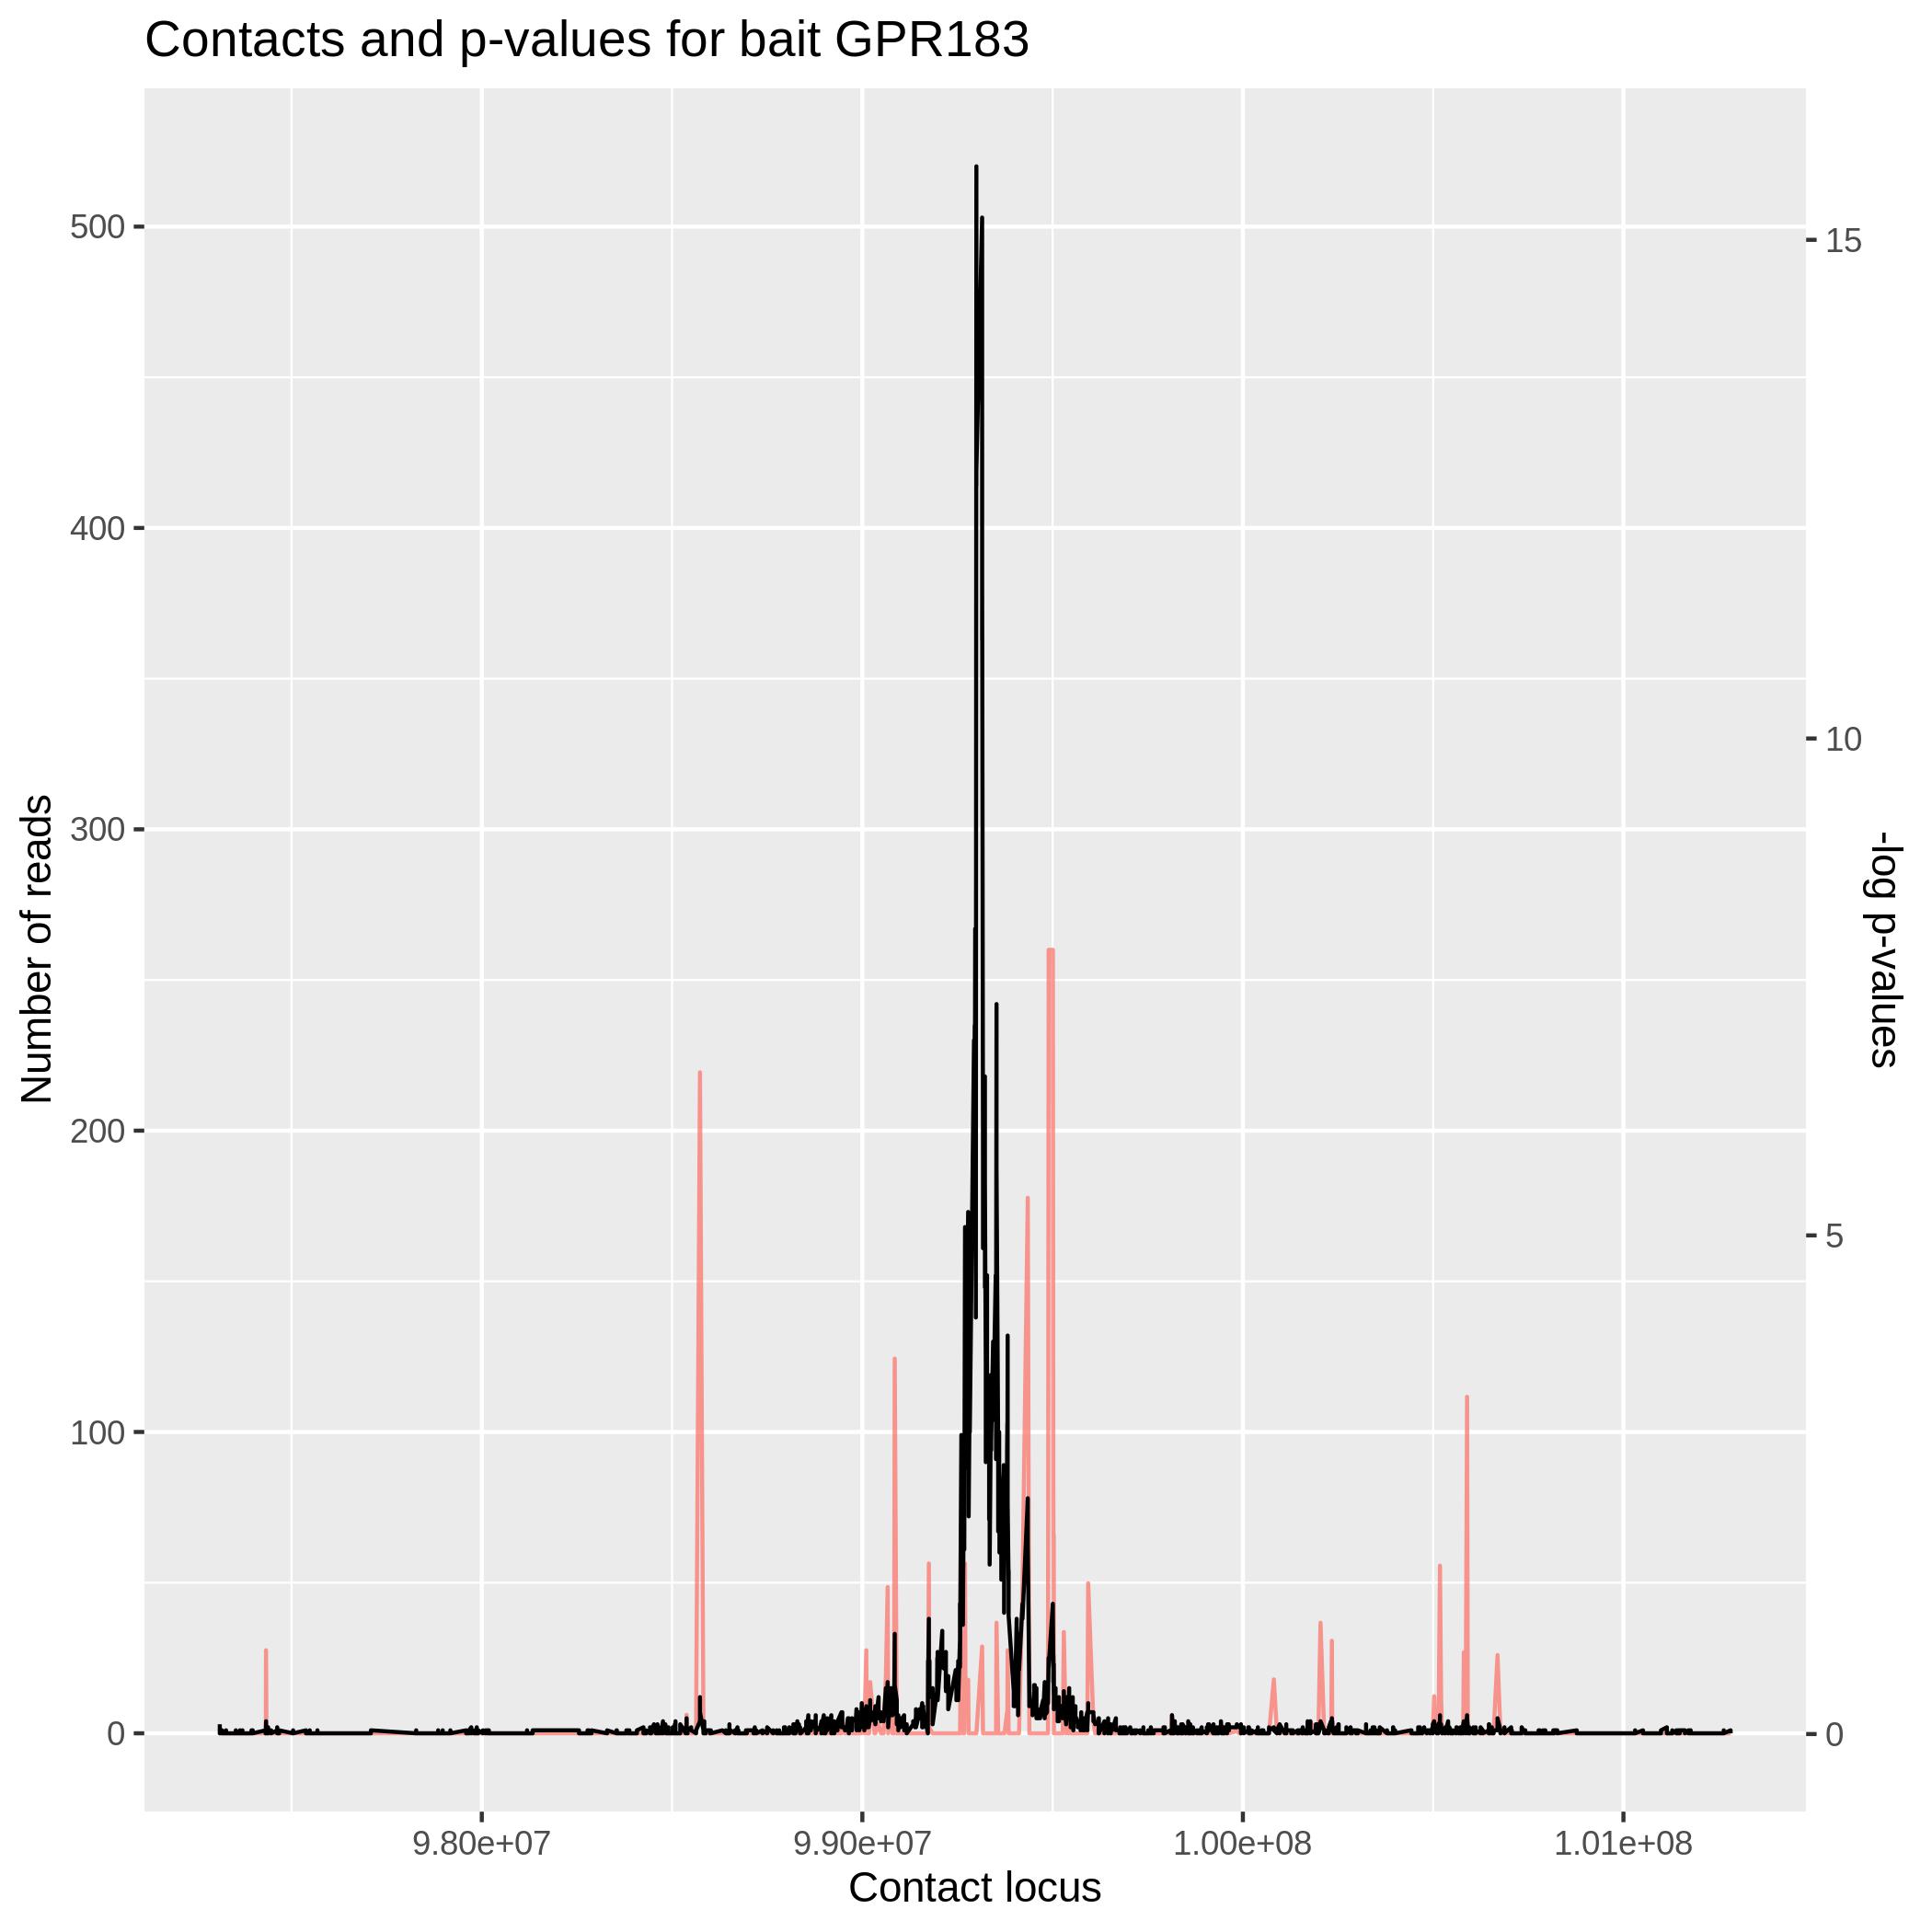 Contacts and p-values for bait GPR183
500
400
300
200
100
0
Number of reads
15
10
5
0
-log p-values
9.80e+07 9.90e+07 1.00e+08 1.01e+08
Contact locus